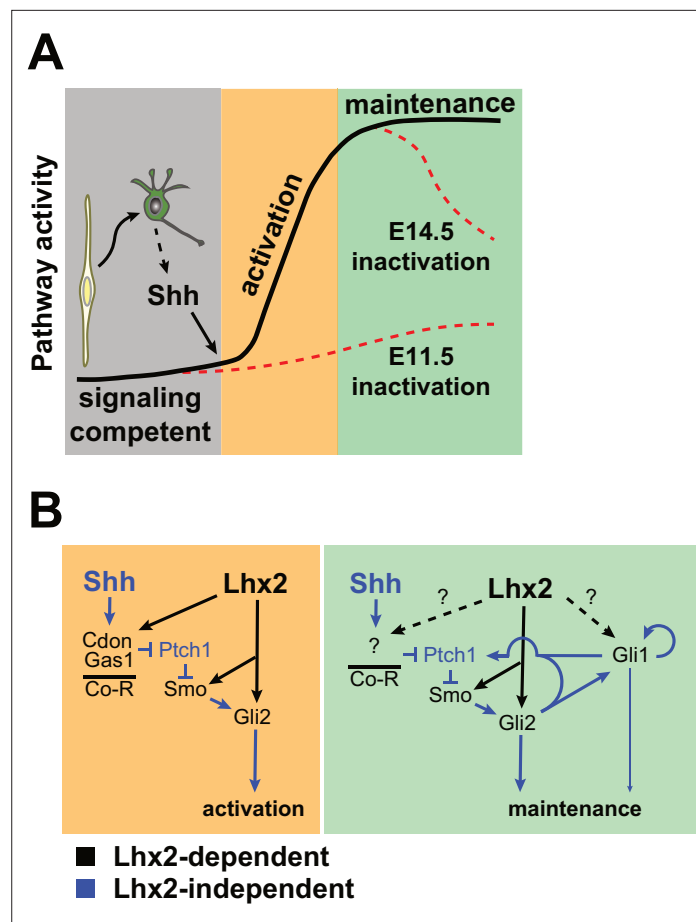 A
Pathway activity
maintenance
activation
Shh
E14.5
inactivation
E11.5
inactivation
signaling
competent
B
Shh
Lhx2
Cdon
Gas1
Co-R
Ptch1
Smo
Gli2
activation
Shh
Lhx2
?
?
?
Co-R
Ptch1
Smo
Gli2
Gli1
maintenance
Lhx2-dependent
Lhx2-independent